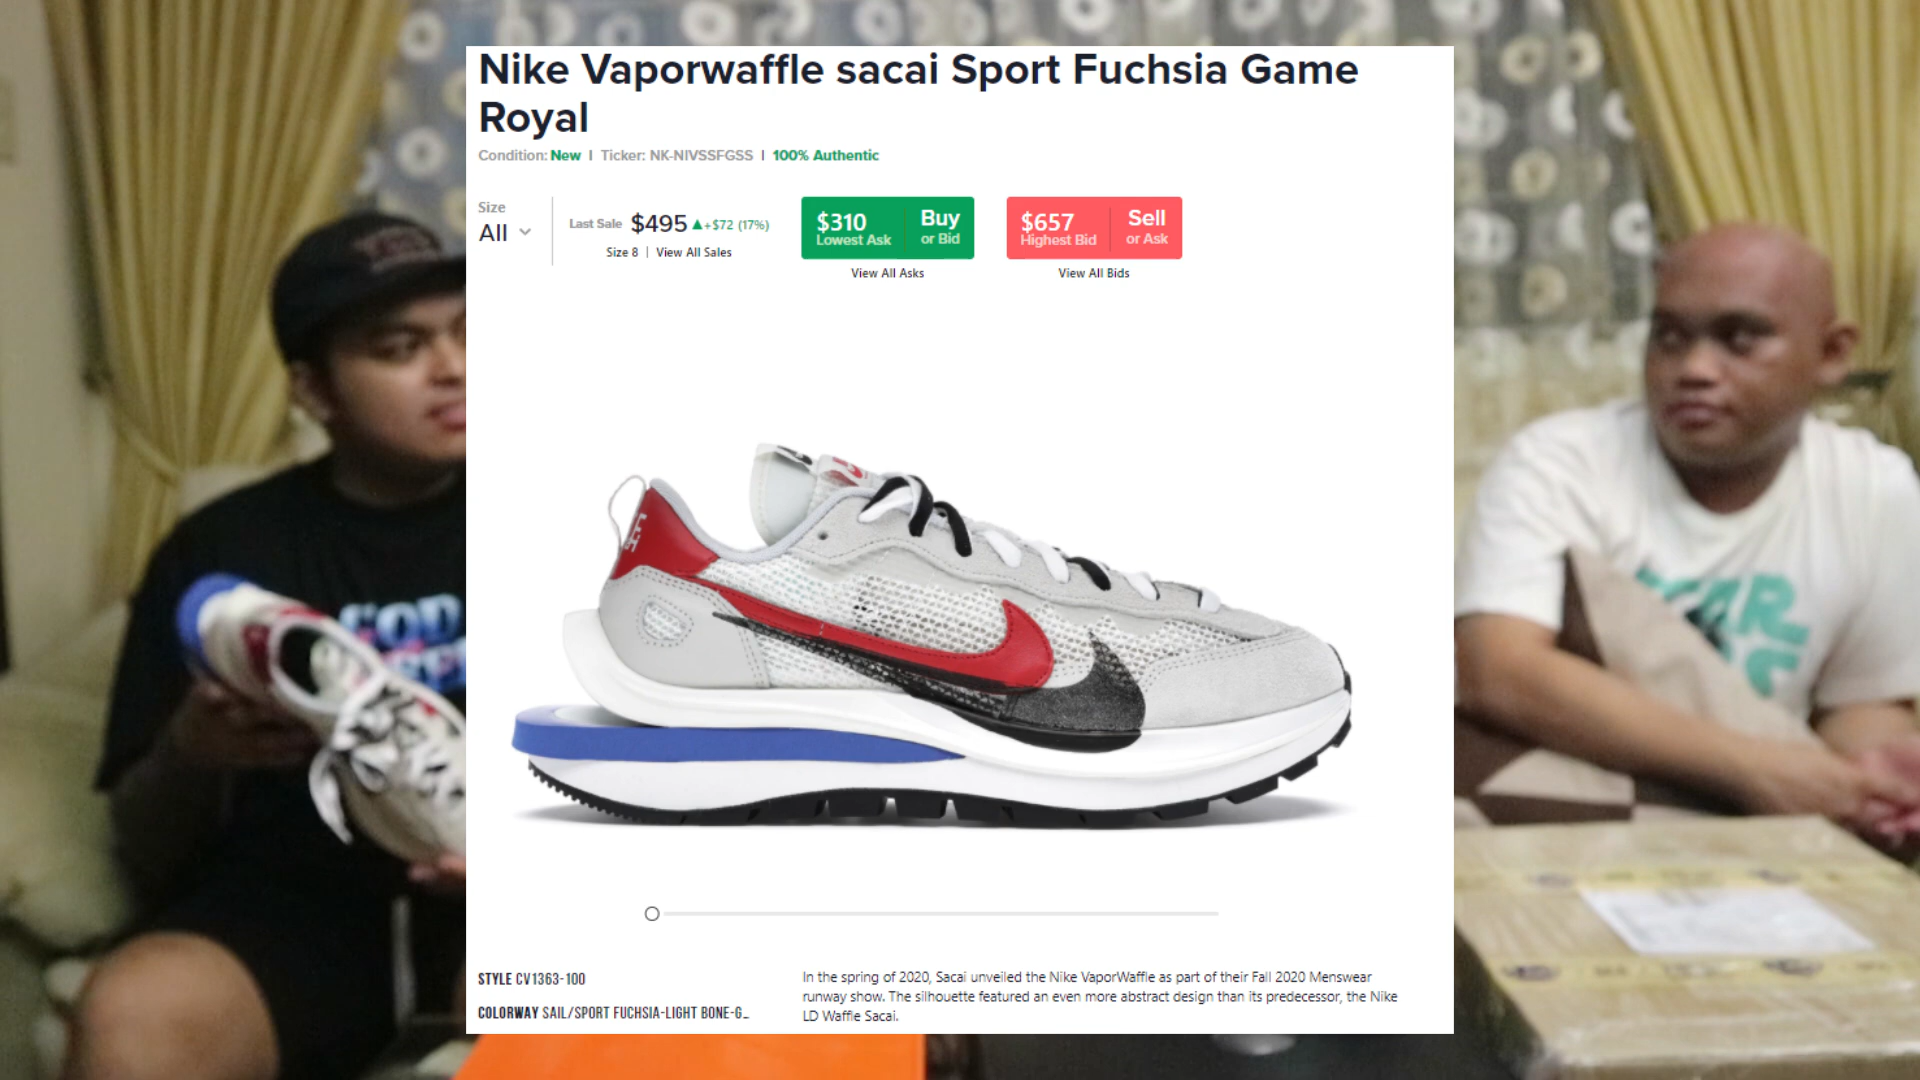 Nike Vaporwaffle sacai Sport Fuchsia Game
Royal
Condition: New | Ticker: NK-NIVSSFGSS | 100% Authentic
Size
All
Last Sale $495 ▲+$72 (17%)
Size 8 | View All Sales
$310 Buy
Lowest Ask or Bid
View All Asks
$657 Sell
Highest Bid or Ask
View All Bids
STYLE CV1363-100
COLORWAY SAIL/SPORT FUCHSIA-LIGHT BONE-G...
In the spring of 2020, Sacai unveiled the Nike VaporWaffle as part of their Fall 2020 Menswear
runway show. The silhouette featured an even more abstract design than its predecessor, the Nike
LD Waffle Sacai.
GOD